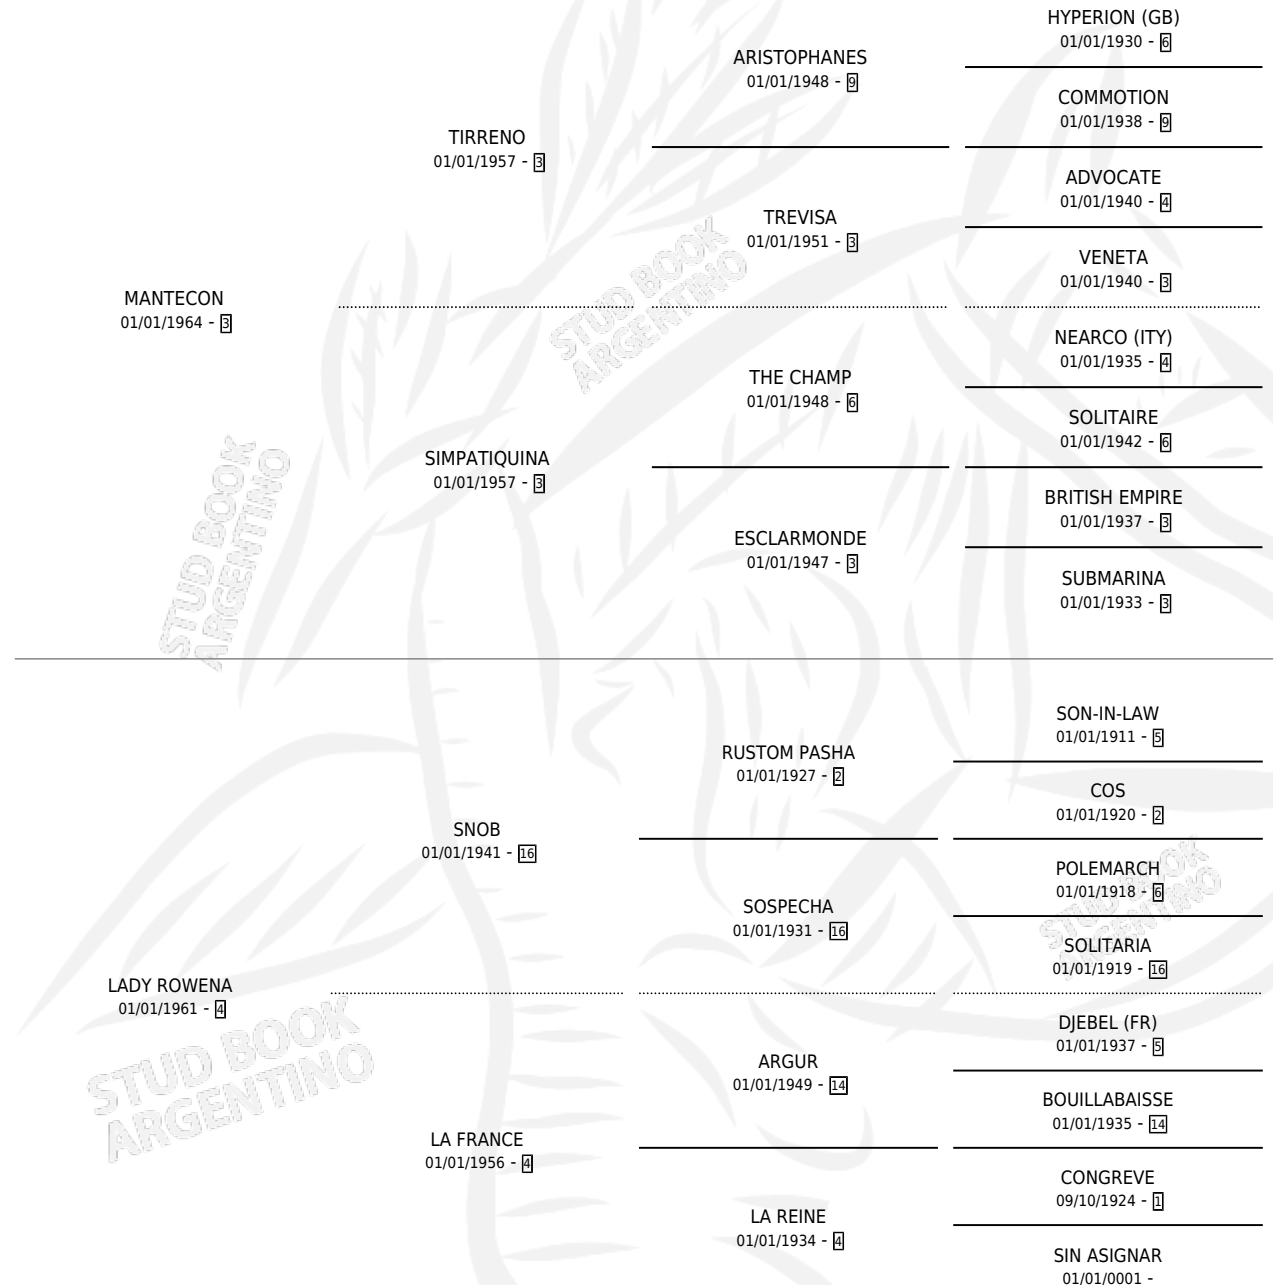 HYPERION (GB)
01/01/1930 - 6
ARISTOPHANES
01/01/1948 - 9
COMMOTION
01/01/1938 - 9
TIRRENO
01/01/1957 - 3
ADVOCATE
01/01/1940 - 4
TREVISA
01/01/1951 - 3
VENETA
01/01/1940 - 3
MANTECON
01/01/1964 - 3
NEARCO (ITY)
01/01/1935 - 4
THE CHAMP
01/01/1948 - 6
SOLITAIRE
01/01/1942 - 6
SIMPATIQUINA
01/01/1957 - 3
BRITISH EMPIRE
01/01/1937 - 3
ESCLARMONDE
01/01/1947 - 3
SUBMARINA
01/01/1933 - 3
SON-IN-LAW
01/01/1911 - 5
RUSTOM PASHA
01/01/1927 - 2
COS
01/01/1920 - 2
SNOB
01/01/1941 - 16
POLEMARCH
01/01/1918 - 6
SOSPECHA
01/01/1931 - 16
SOLITARIA
01/01/1919 - 16
LADY ROWENA
01/01/1961 - 4
DJEBEL (FR)
01/01/1937 - 5
ARGUR
01/01/1949 - 14
BOUILLABAISSE
01/01/1935 - 14
LA FRANCE
01/01/1956 - 4
CONGREVE
09/10/1924 - 1
LA REINE
01/01/1934 - 4
SIN ASIGNAR
01/01/0001 -
STUD BOOK
ARGENTINO
STUD BOOK
ARGENTINO
STUD BOOK
ARGENTINO
STUD BOOK
ARGENTINO